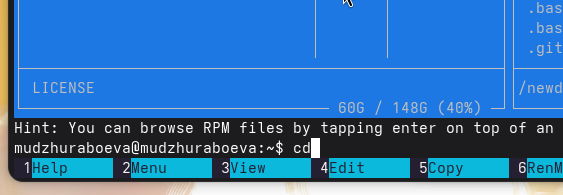 .bas
.bas
.git
LICENSE
/newd
60G / 148G (40%)
Hint: You can browse RPM files by tapping enter on top of an
mudzhuraboeva@mudzhuraboeva:~$ cd
1Help 2Menu 3View 4Edit 5Copy 6RenM